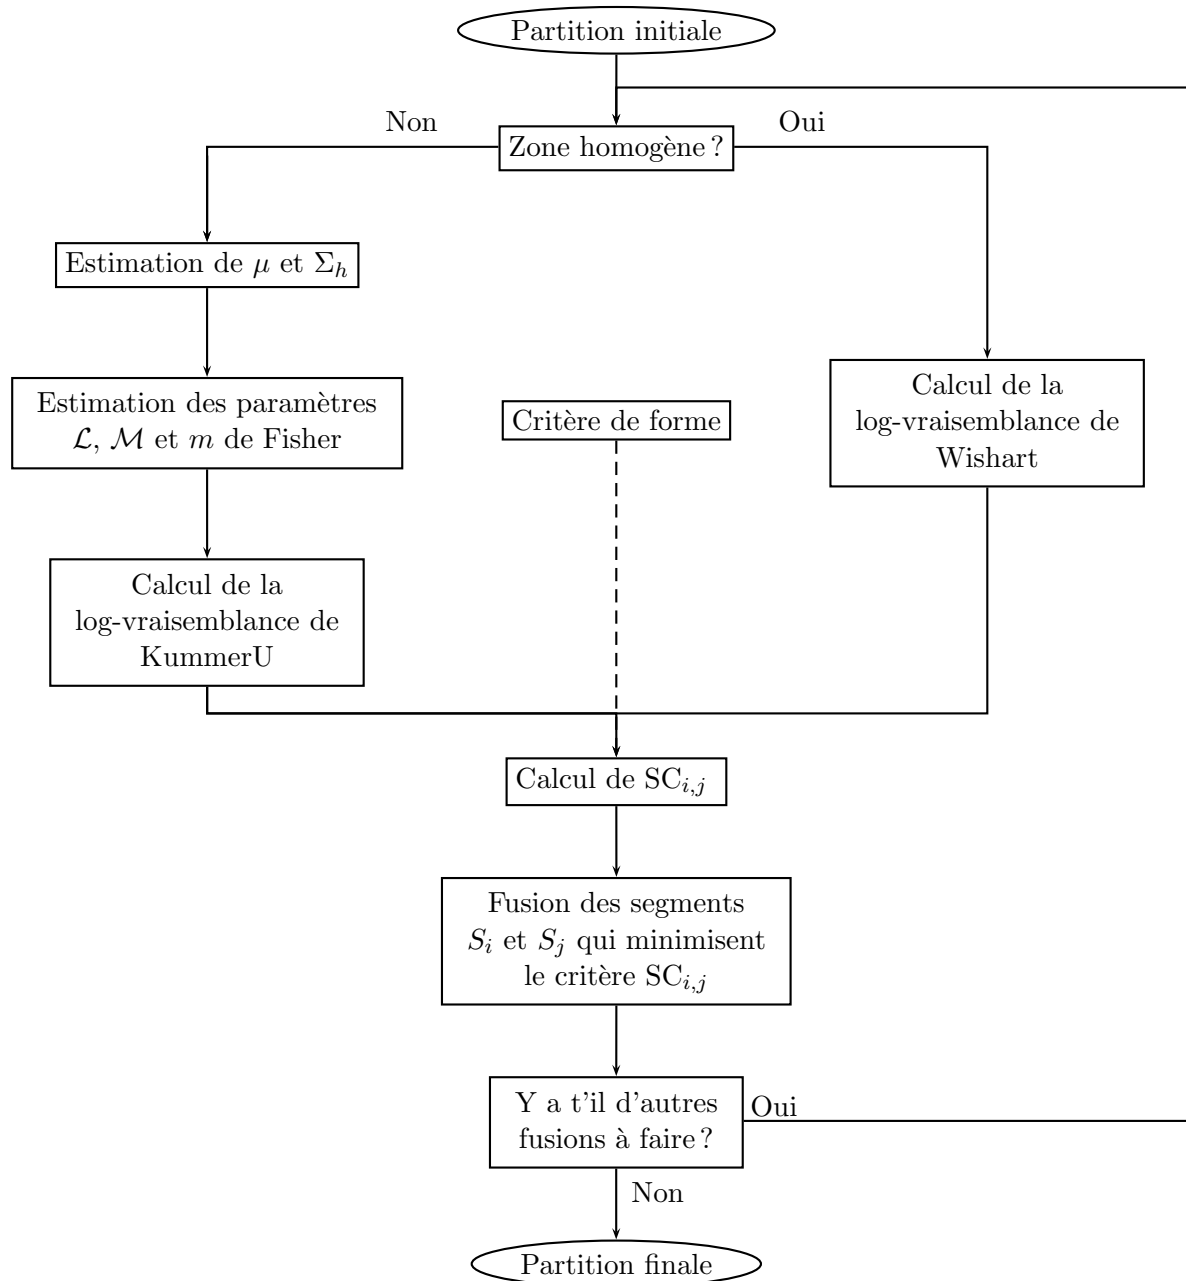 Partition initiale
Non
Oui
Zone homogène ?
Estimation de μ et Σ_h
Estimation des paramètres
ℒ, ℳ et m de Fisher
Critère de forme
Calcul de la
log-vraisemblance de
Wishart
Calcul de la
log-vraisemblance de
KummerU
Calcul de SC_{i,j}
Fusion des segments
S_i et S_j qui minimisent
le critère SC_{i,j}
Y a t'il d'autres
fusions à faire ?
Oui
Non
Partition finale